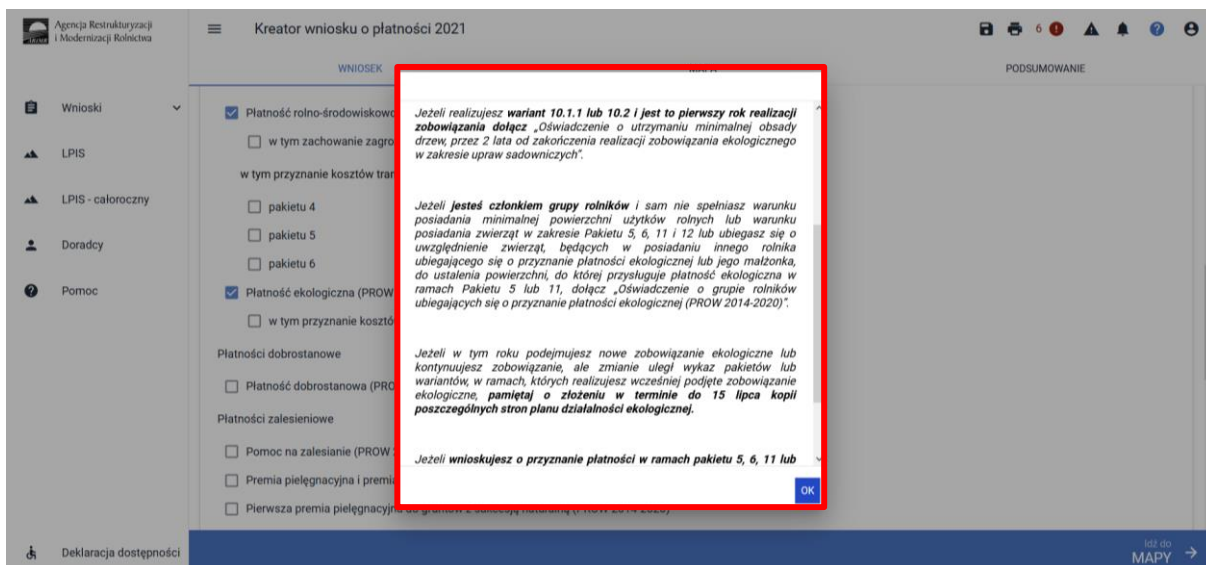 Agencja Restrukturyzacji
i Modernizacji Rolnictwa
Kreator wniosku o płatności 2021
6
WNIOSEK
PODSUMOWANIE
Wnioski
LPIS
LPIS - całoroczny
Doradcy
Pomoc
Deklaracja dostępności
Płatność rolno-środowiskowo
w tym zachowanie zagro
w tym przyznanie kosztów tran
pakietu 4
pakietu 5
pakietu 6
Płatność ekologiczna (PROW
w tym przyznanie kosztó
Płatności dobrostanowe
Płatność dobrostanowa (PRO
Płatności zalesieniowe
Pomoc na zalesianie (PROW
Premia pielęgnacyjna i premi
Pierwsza premia pielęgnacyjn
Jeżeli realizujesz wariant 10.1.1 lub 10.2 i jest to pierwszy rok realizacji
zobowiązania dołącz „Oświadczenie o utrzymaniu minimalnej obsady
drzew, przez 2 lata od zakończenia realizacji zobowiązania ekologicznego
w zakresie upraw sadowniczych”.
Jeżeli jesteś członkiem grupy rolników i sam nie spełniasz warunku
posiadania minimalnej powierzchni użytków rolnych lub warunku
posiadania zwierząt w zakresie Pakietu 5, 6, 11 i 12 lub ubiegasz się o
uwzględnienie zwierząt, będących w posiadaniu innego rolnika
ubiegającego się o przyznanie płatności ekologicznej lub jego małżonka,
do ustalenia powierzchni, do której przysługuje płatność ekologiczna w
ramach Pakietu 5 lub 11, dołącz „Oświadczenie o grupie rolników
ubiegających się o przyznanie płatności ekologicznej (PROW 2014-2020)”.
Jeżeli w tym roku podejmujesz nowe zobowiązanie ekologiczne lub
kontynuujesz zobowiązanie, ale zmianie uległ wykaz pakietów lub
wariantów, w ramach, których realizujesz wcześniej podjęte zobowiązanie
ekologiczne, pamiętaj o złożeniu w terminie do 15 lipca kopii
poszczególnych stron planu działalności ekologicznej.
Jeżeli wnioskujesz o przyznanie płatności w ramach pakietu 5, 6, 11 lub
OK
Idź do
MAPY